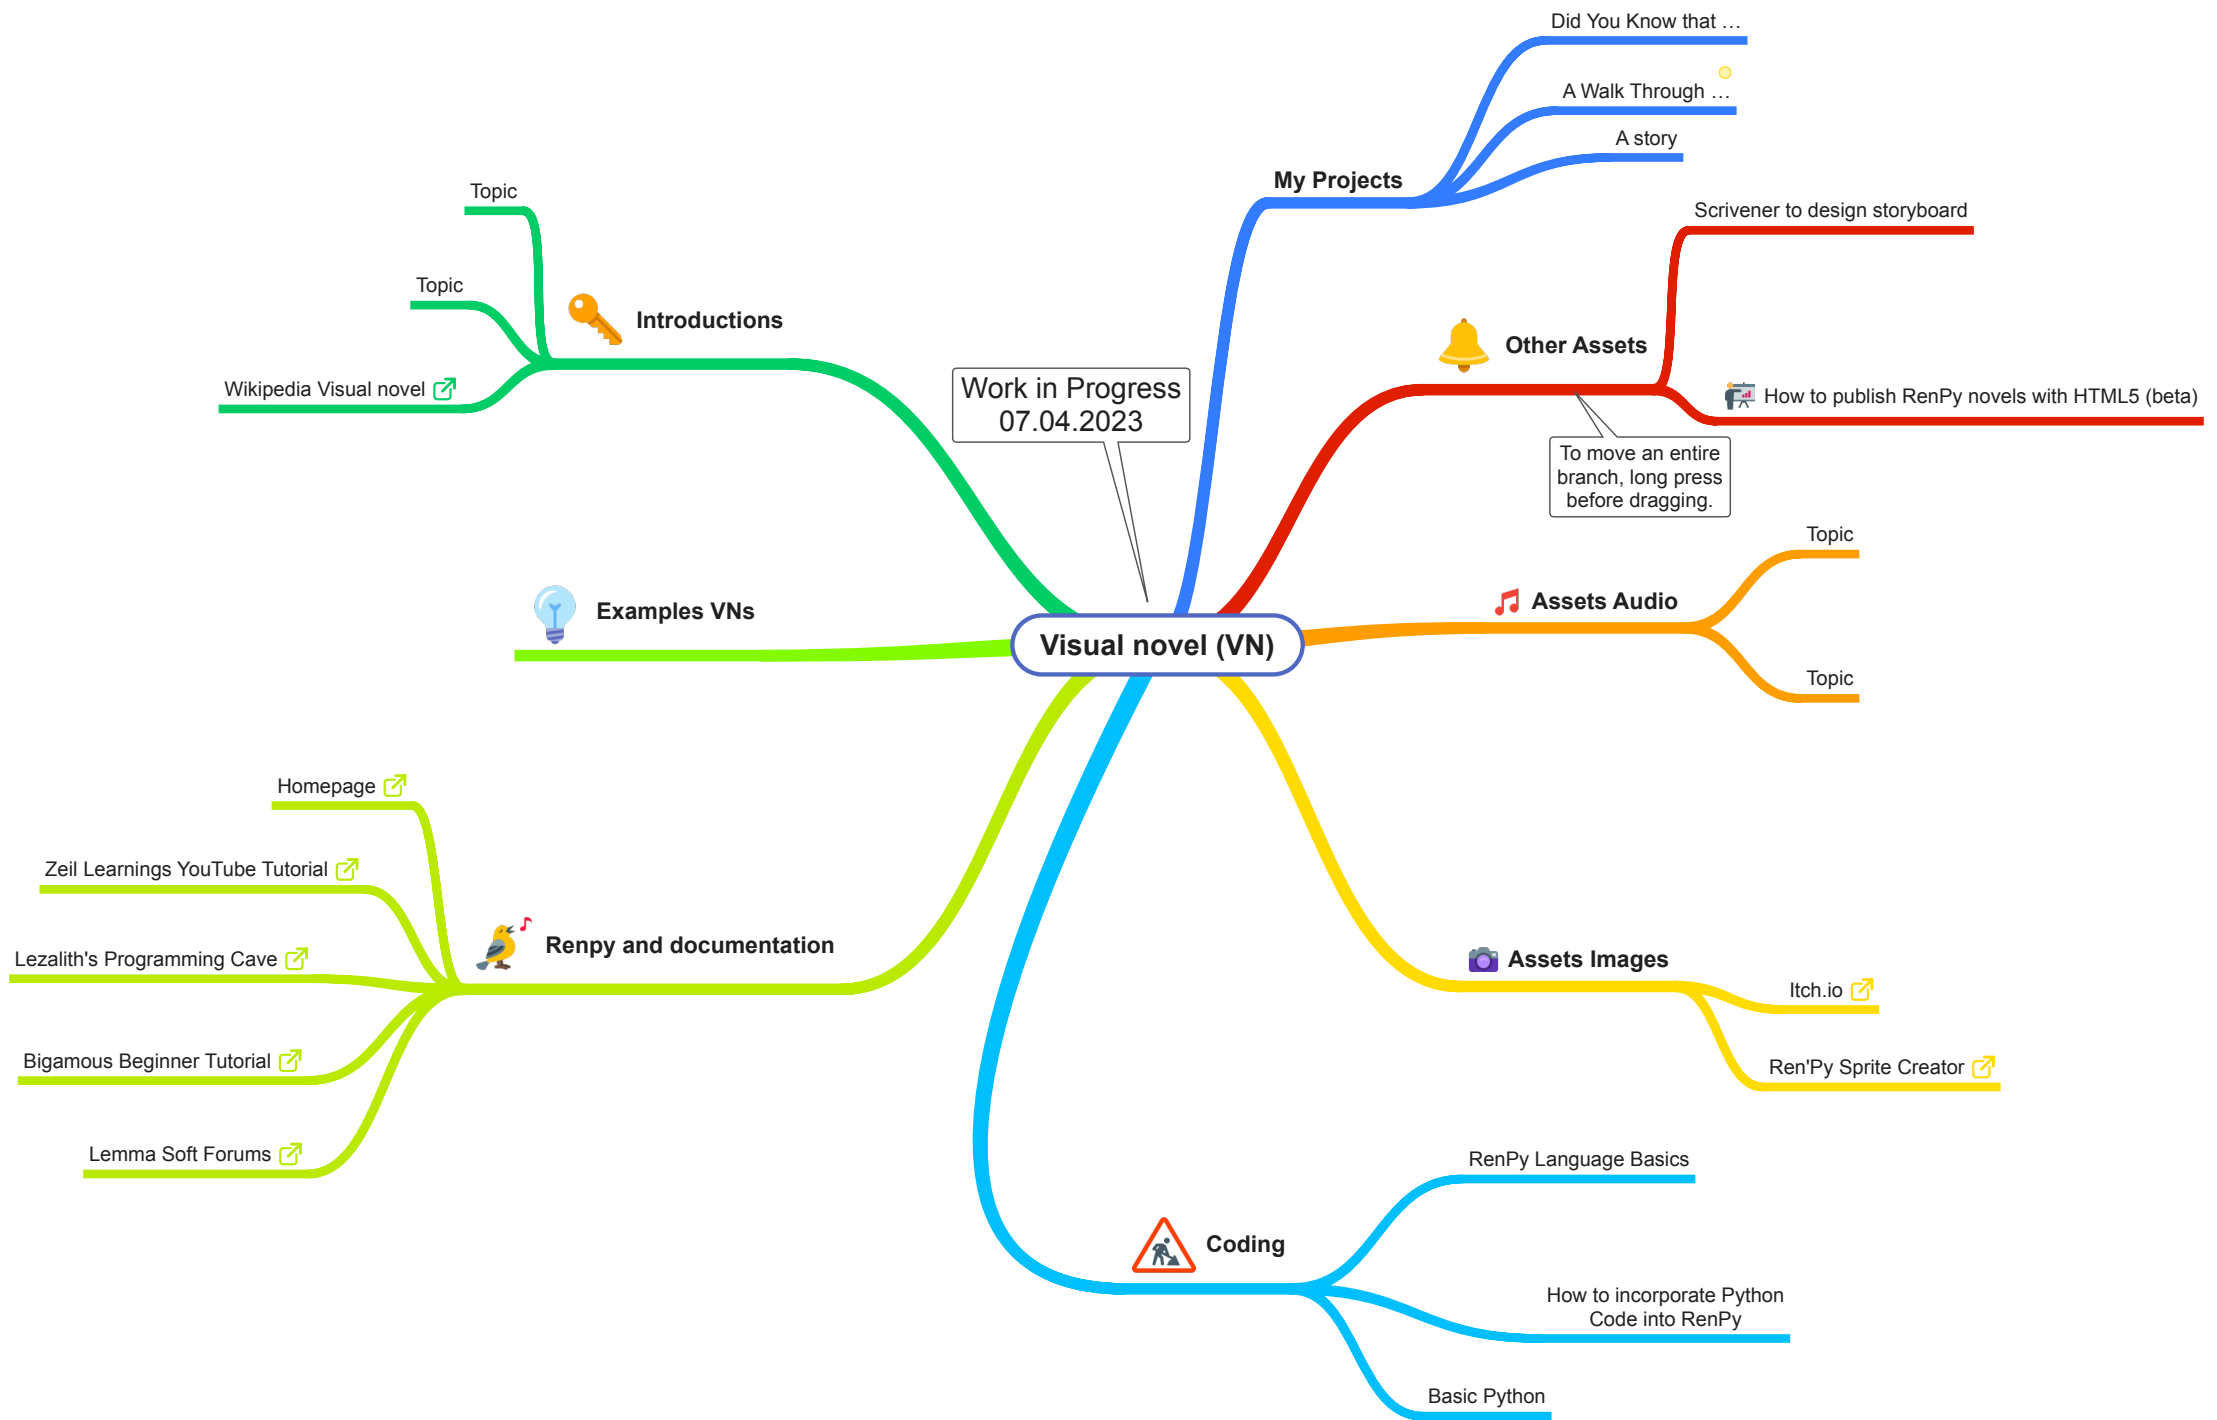 Did You Know that …
A Walk Through …
A story
My Projects
Scrivener to design storyboard
Other Assets
How to publish RenPy novels with HTML5 (beta)
To move an entire
branch, long press
before dragging.
Topic
Assets Audio
Topic
Assets Images
Itch.io
Ren'Py Sprite Creator
RenPy Language Basics
Coding
How to incorporate Python
Code into RenPy
Basic Python
Work in Progress
07.04.2023
Visual novel (VN)
Topic
Topic
Introductions
Wikipedia Visual novel
Examples VNs
Homepage
Zeil Learnings YouTube Tutorial
Renpy and documentation
Lezalith's Programming Cave
Bigamous Beginner Tutorial
Lemma Soft Forums